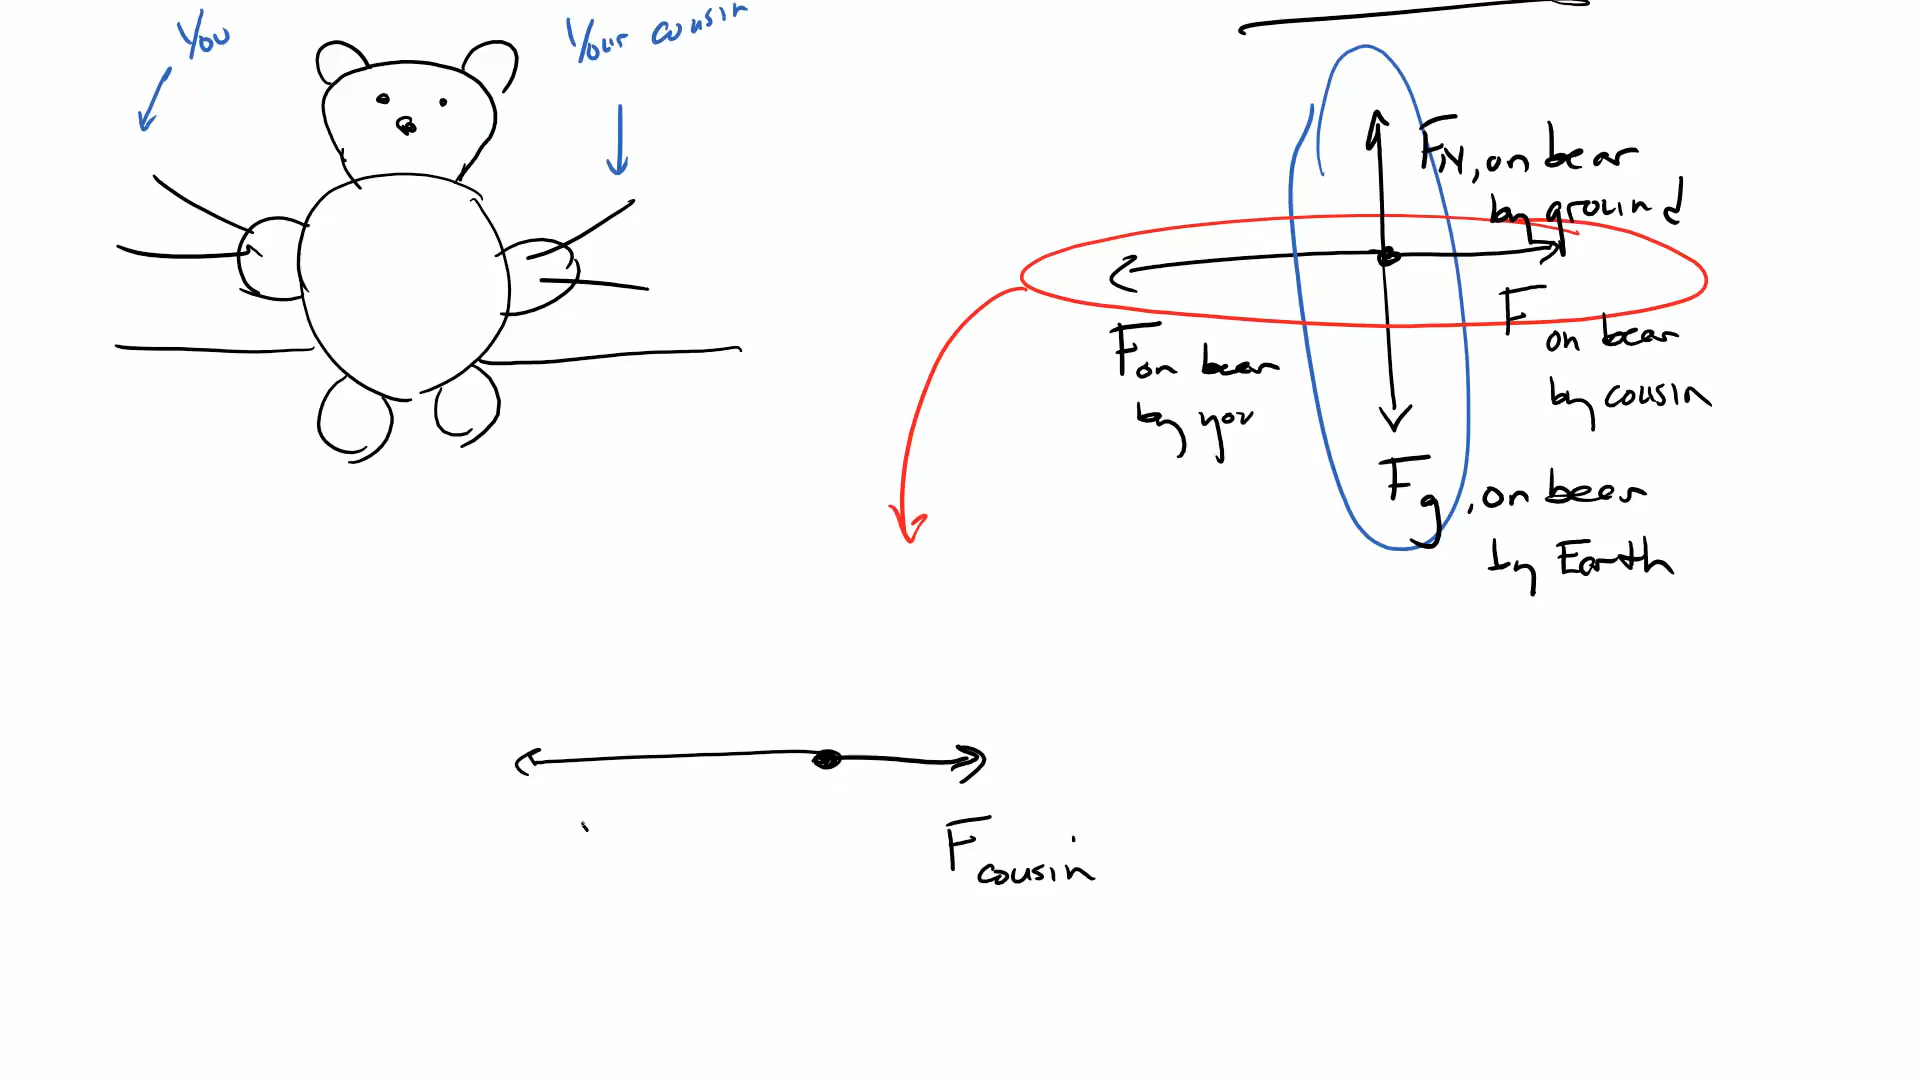 You
Your cousin
FN, on bear
by ground
F on bear
by cousin
F on bear
by you
Fg, on bear
by Earth
F cousin